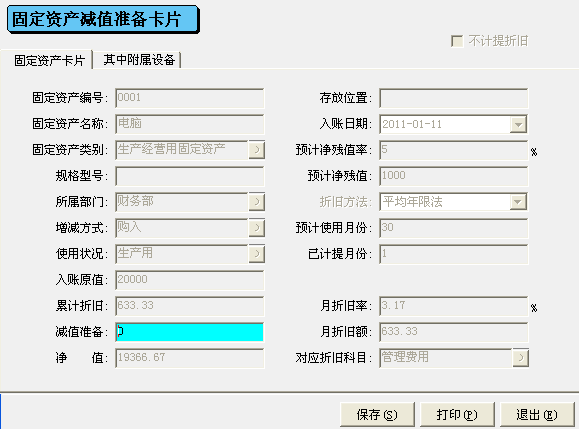 固定资产减值准备卡片
不计提折旧
固定资产卡片 其中附属设备
固定资产编号: 0001 存放位置:
固定资产名称: 电脑 入账日期: 2011-01-11
固定资产类别: 生产经营用固定资产 预计净残值率: 5 %
规格型号: 预计净残值: 1000
所属部门: 财务部 折旧方法: 平均年限法
增减方式: 购入 预计使用月份: 30
使用状况: 生产用 已计提月份: 1
入账原值: 20000
累计折旧: 633.33 月折旧率: 3.17 %
减值准备: 0 月折旧额: 633.33
净 值: 19366.67 对应折旧科目: 管理费用
保存(S) 打印(P) 退出(E)